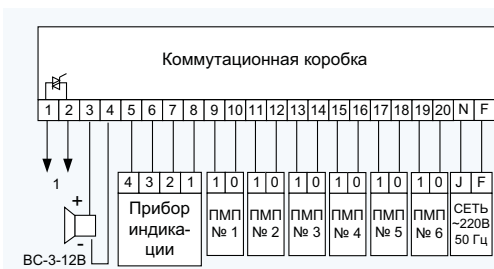 Коммутационная коробка
1 2 3 4 5 6 7 8 9 10 11 12 13 14 15 16 17 18 19 20 N F
1
4 3 2 1 1 0 1 0 1 0 1 0 1 0 1 0 J F
+
-
ВС-3-12В
Прибор
индика-
ции
ПМП
№ 1
ПМП
№ 2
ПМП
№ 3
ПМП
№ 4
ПМП
№ 5
ПМП
№ 6
СЕТЬ
~220В
50 Гц